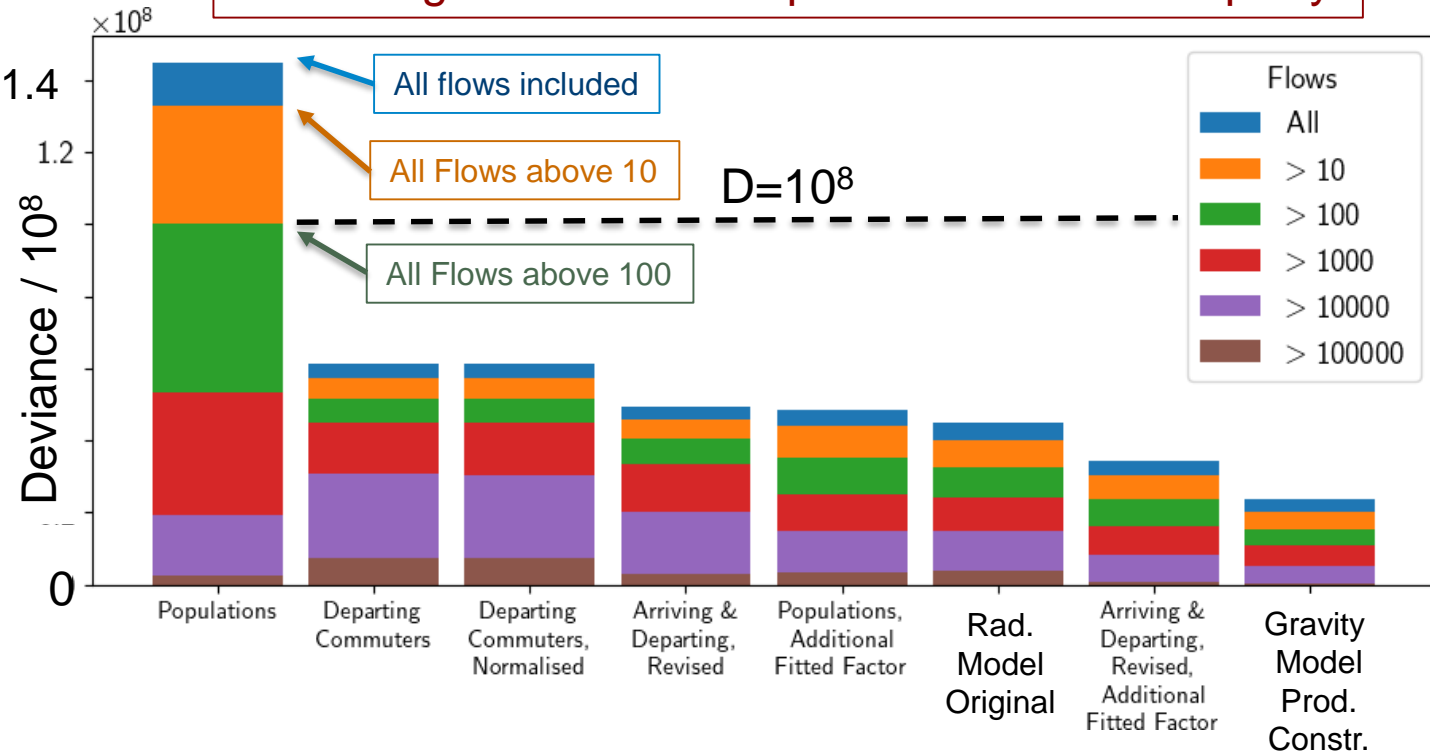 ×10⁸
1.4
1.2
0
Deviance / 10⁸
All flows included
All Flows above 10
D=10⁸
All Flows above 100
Flows
All
> 10
> 100
> 1000
> 10000
> 100000
Populations
Departing
Commuters
Departing
Commuters,
Normalised
Arriving &
Departing,
Revised
Populations,
Additional
Fitted Factor
Rad.
Model
Original
Arriving &
Departing,
Revised,
Additional
Fitted Factor
Gravity
Model
Prod.
Constr.